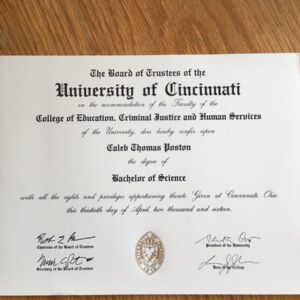 The Board of Trustees of the
University of Cincinnati
on the recommendation of the Faculty of the
College of Education, Criminal Justice and Human Services
of the University, does hereby confer upon
Caleb Thomas Poston
the degree of
Bachelor of Science
with all the rights and privileges appertaining thereto. Given at Cincinnati, Ohio
this thirtieth day of April, two thousand and sixteen.
Chairman of the Board of Trustees
President of the University
Secretary of the Board of Trustees
Dean of the College